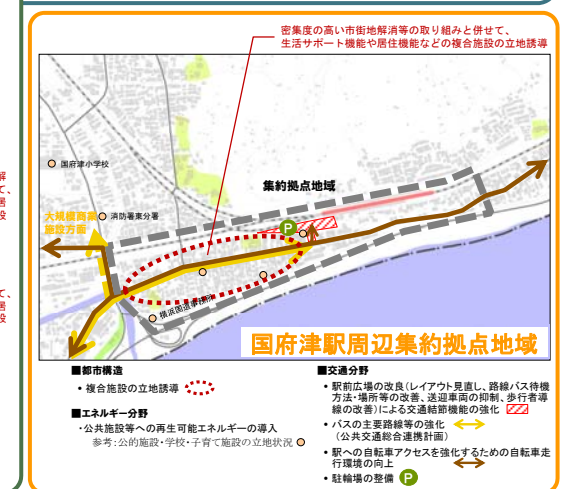 密集度の高い市街地解消等の取り組みと併せて、
生活サポート機能や居住機能などの複合施設の立地誘導
国府津小学校
集約拠点地域
大規模商業
施設方面
消防署東分署
P
横浜国道事務所
国府津駅周辺集約拠点地域
■都市構造
• 複合施設の立地誘導
■エネルギー分野
・公共施設等への再生可能エネルギーの導入
参考:公的施設・学校・子育て施設の立地状況
■交通分野
• 駅前広場の改良(レイアウト見直し、路線バス待機
方法・場所等の改善、送迎車両の抑制、歩行者導
線の改善)による交通結節機能の強化
• バスの主要路線等の強化
(公共交通総合連携計画)
• 駅への自転車アクセスを強化するための自転車走
行環境の向上
• 駐輪場の整備 P
解
て、
居
設
て、
居
設